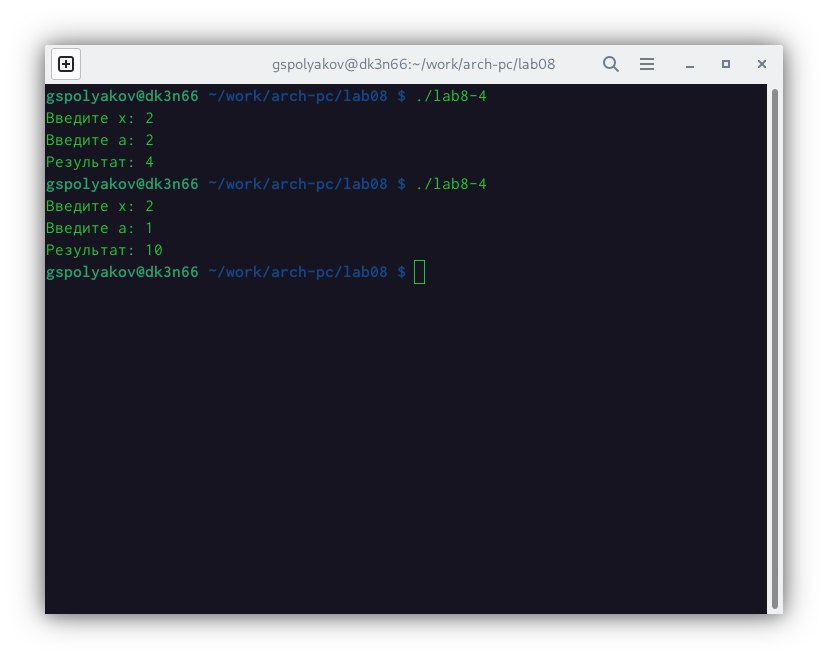 gspolyakov@dk3n66:~/work/arch-pc/lab08
gspolyakov@dk3n66 ~/work/arch-pc/lab08 $ ./lab8-4
Введите x: 2
Введите a: 2
Результат: 4
gspolyakov@dk3n66 ~/work/arch-pc/lab08 $ ./lab8-4
Введите x: 2
Введите a: 1
Результат: 10
gspolyakov@dk3n66 ~/work/arch-pc/lab08 $